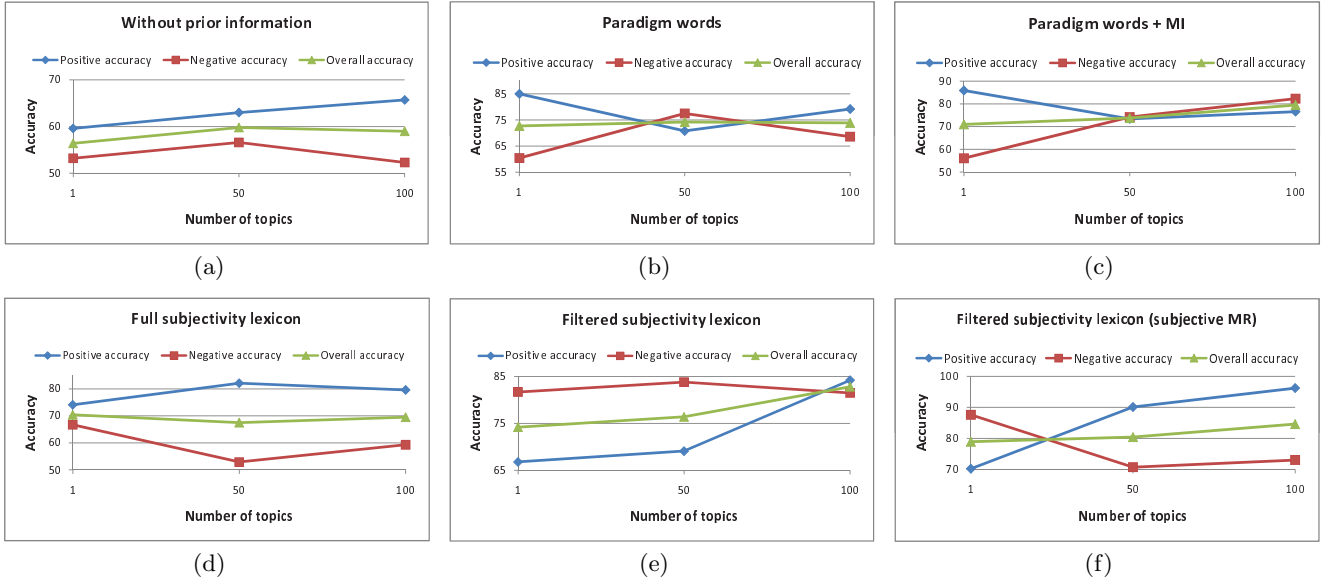 Without prior information
Positive accuracy Negative accuracy Overall accuracy
70
60
50
Accuracy
1 50 100
Number of topics
(a)
Paradigm words
Positive accuracy Negative accuracy Overall accuracy
85
75
65
55
Accuracy
1 50 100
Number of topics
(b)
Paradigm words + MI
Positive accuracy Negative accuracy Overall accuracy
90
80
70
60
50
Accuracy
1 50 100
Number of topics
(c)
Full subjectivity lexicon
Positive accuracy Negative accuracy Overall accuracy
80
70
60
50
Accuracy
1 50 100
Number of topics
(d)
Filtered subjectivity lexicon
Positive accuracy Negative accuracy Overall accuracy
85
75
65
Accuracy
1 50 100
Number of topics
(e)
Filtered subjectivity lexicon (subjective MR)
Positive accuracy Negative accuracy Overall accuracy
100
90
80
70
Accuracy
1 50 100
Number of topics
(f)